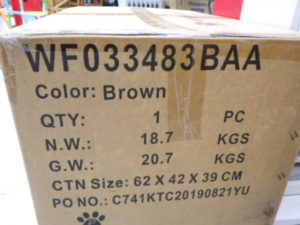 WF033483BAA
Color: Brown
QTY: 1 PC
N.W.: 18.7 KGS
G.W.: 20.7 KGS
CTN Size: 62 X 42 X 39 CM
PO NO.: C741KTC20190821YU